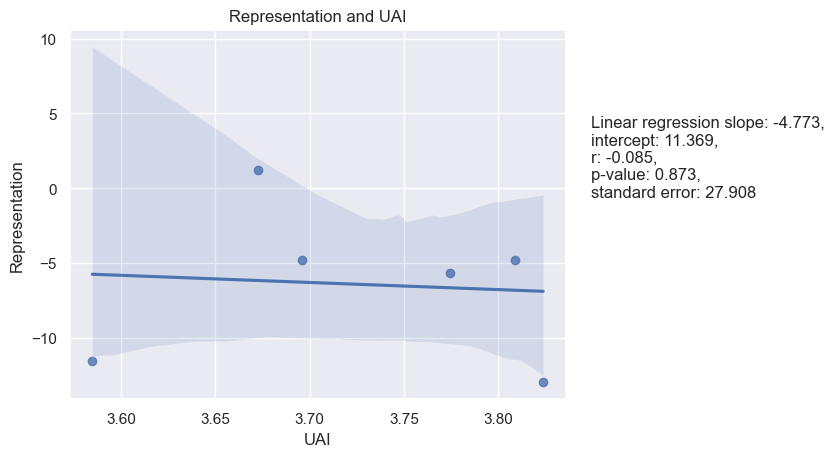 Representation and UAI
10
5
0
−5
−10
Representation
3.60
3.65
3.70
3.75
3.80
UAI
Linear regression slope: -4.773,
intercept: 11.369,
r: -0.085,
p-value: 0.873,
standard error: 27.908